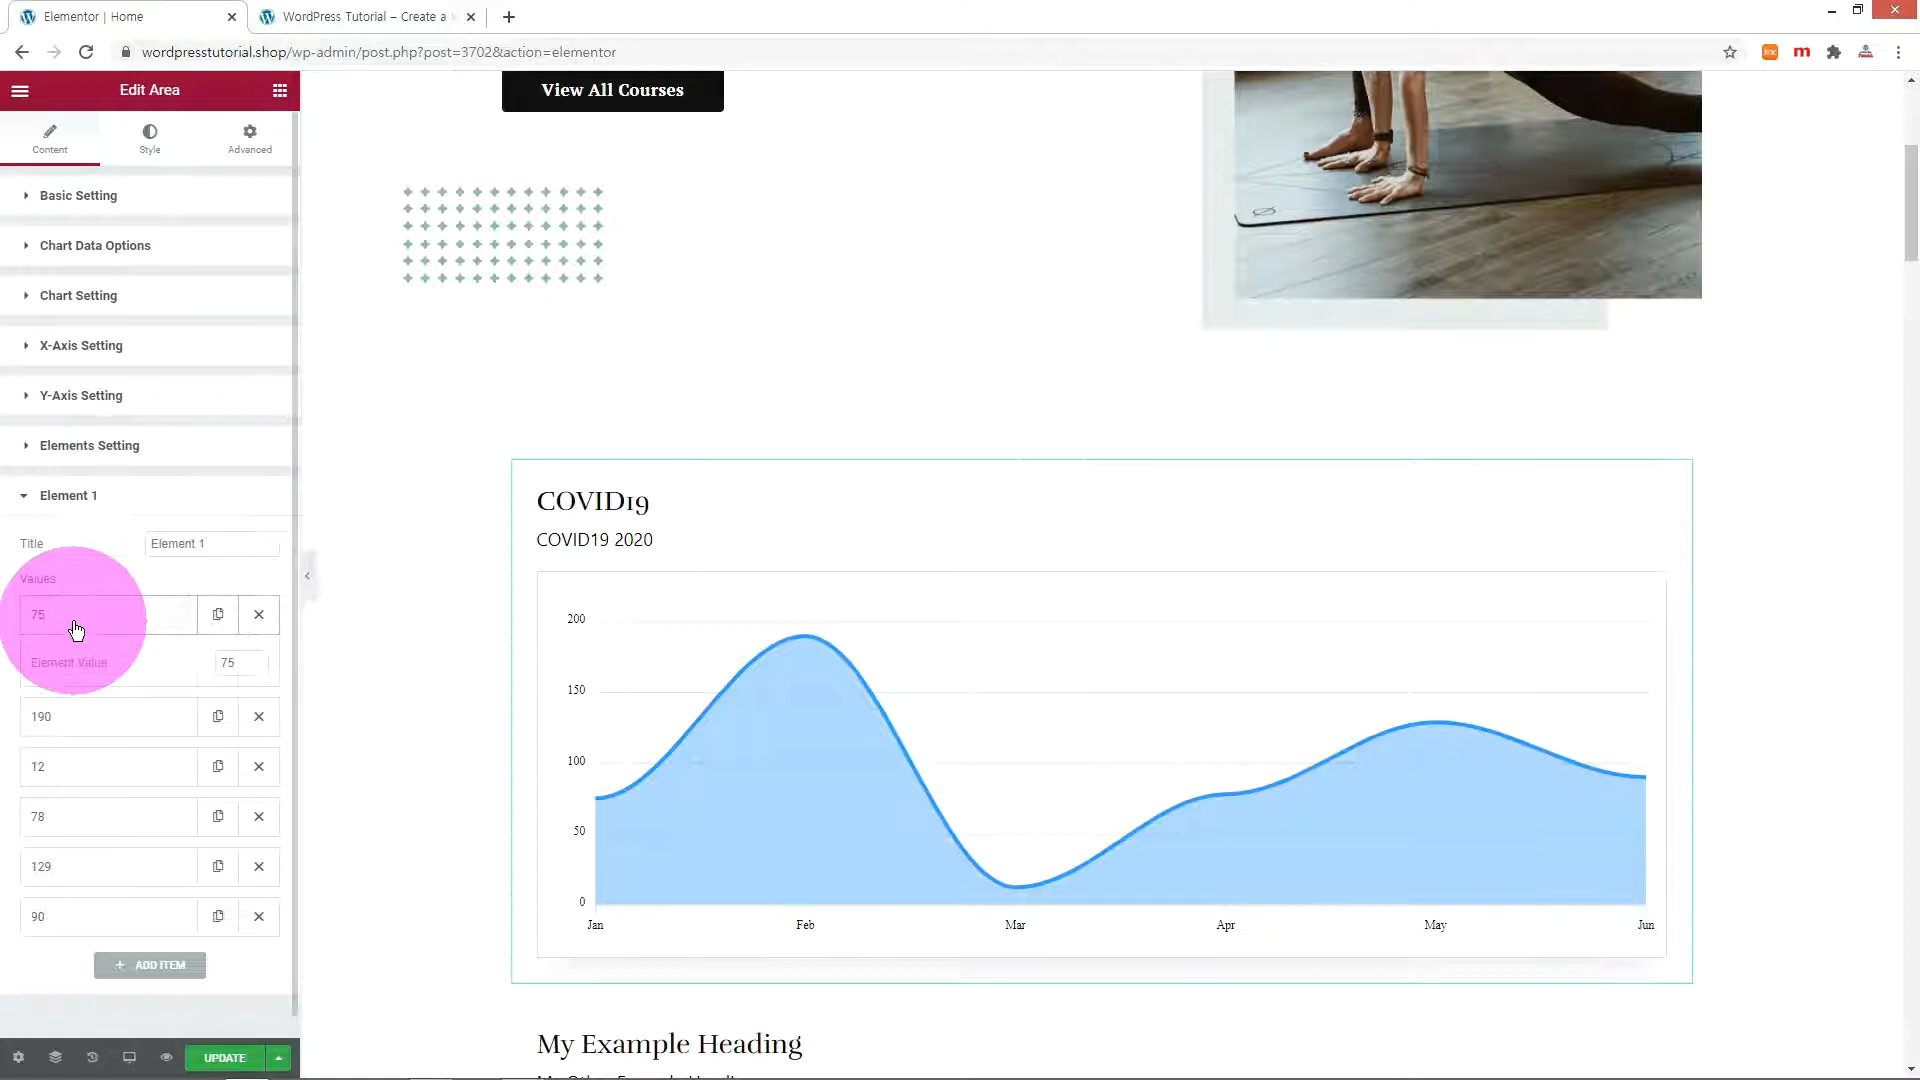 Elementor | Home
WordPress Tutorial – Create a
wordpresstutorial.shop/wp-admin/post.php?post=3702&action=elementor
Edit Area
Content
Style
Advanced
Basic Setting
Chart Data Options
Chart Setting
X-Axis Setting
Y-Axis Setting
Elements Setting
Element 1
Title
Element 1
Values
75
Element Value
75
190
12
78
129
90
ADD ITEM
UPDATE
View All Courses
COVID19
COVID19 2020
200
150
100
50
0
Jan
Feb
Mar
Apr
May
Jun
My Example Heading